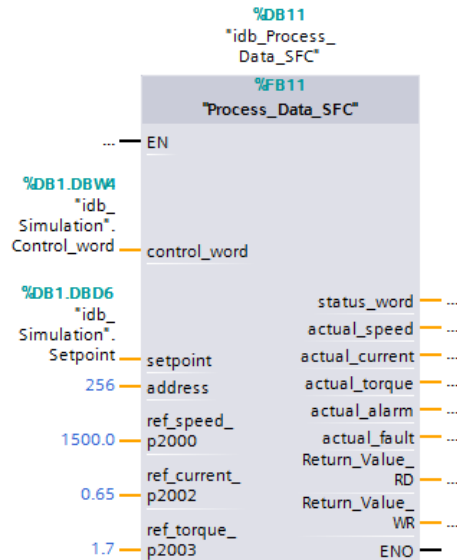 %DB11
"idb_Process_
Data_SFC"
%FB11
"Process_Data_SFC"
... EN
%DB1.DBW4
"idb_
Simulation".
Control_word control_word
%DB1.DBD6
"idb_
Simulation".
Setpoint setpoint
256 address
1500.0 ref_speed_
p2000
0.65 ref_current_
p2002
1.7 ref_torque_
p2003
status_word ...
actual_speed ...
actual_current ...
actual_torque ...
actual_alarm ...
actual_fault ...
Return_Value_
RD ...
Return_Value_
WR ...
ENO